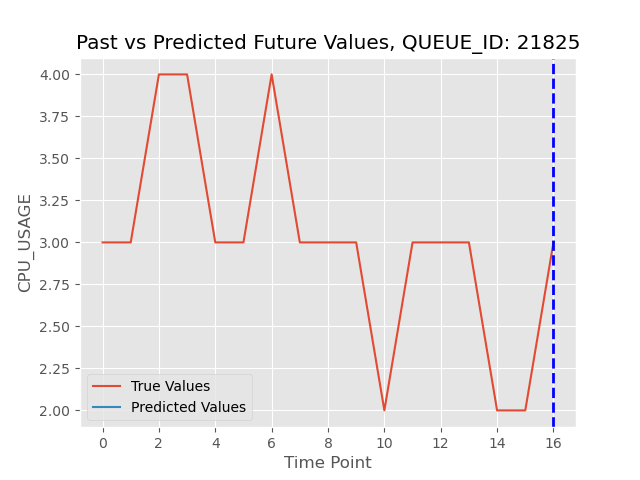 Past vs Predicted Future Values, QUEUE_ID: 21825
4.00
3.75
3.50
3.25
3.00
2.75
2.50
2.25
2.00
CPU_USAGE
True Values
Predicted Values
0 2 4 6 8 10 12 14 16
Time Point